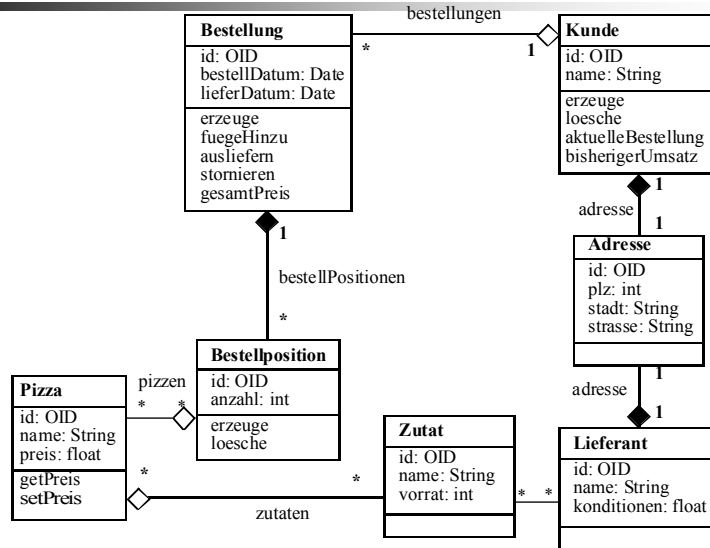 bestellungen
Bestellung
id: OID
bestellDatum: Date
lieferDatum: Date
erzeuge
fuegeHinzu
ausliefern
stornieren
gesamtPreis
*
1
Kunde
id: OID
name: String
erzeuge
loesche
aktuelleBestellung
bisherigerUmsatz
1
adresse
1
Adresse
id: OID
plz: int
stadt: String
strasse: String
1
adresse
1
1
bestellPositionen
*
Bestellposition
id: OID
anzahl: int
erzeuge
loesche
pizzen
* *
Pizza
id: OID
name: String
preis: float
getPreis
setPreis
* *
zutaten
Zutat
id: OID
name: String
vorrat: int
* *
Lieferant
id: OID
name: String
konditionen: float